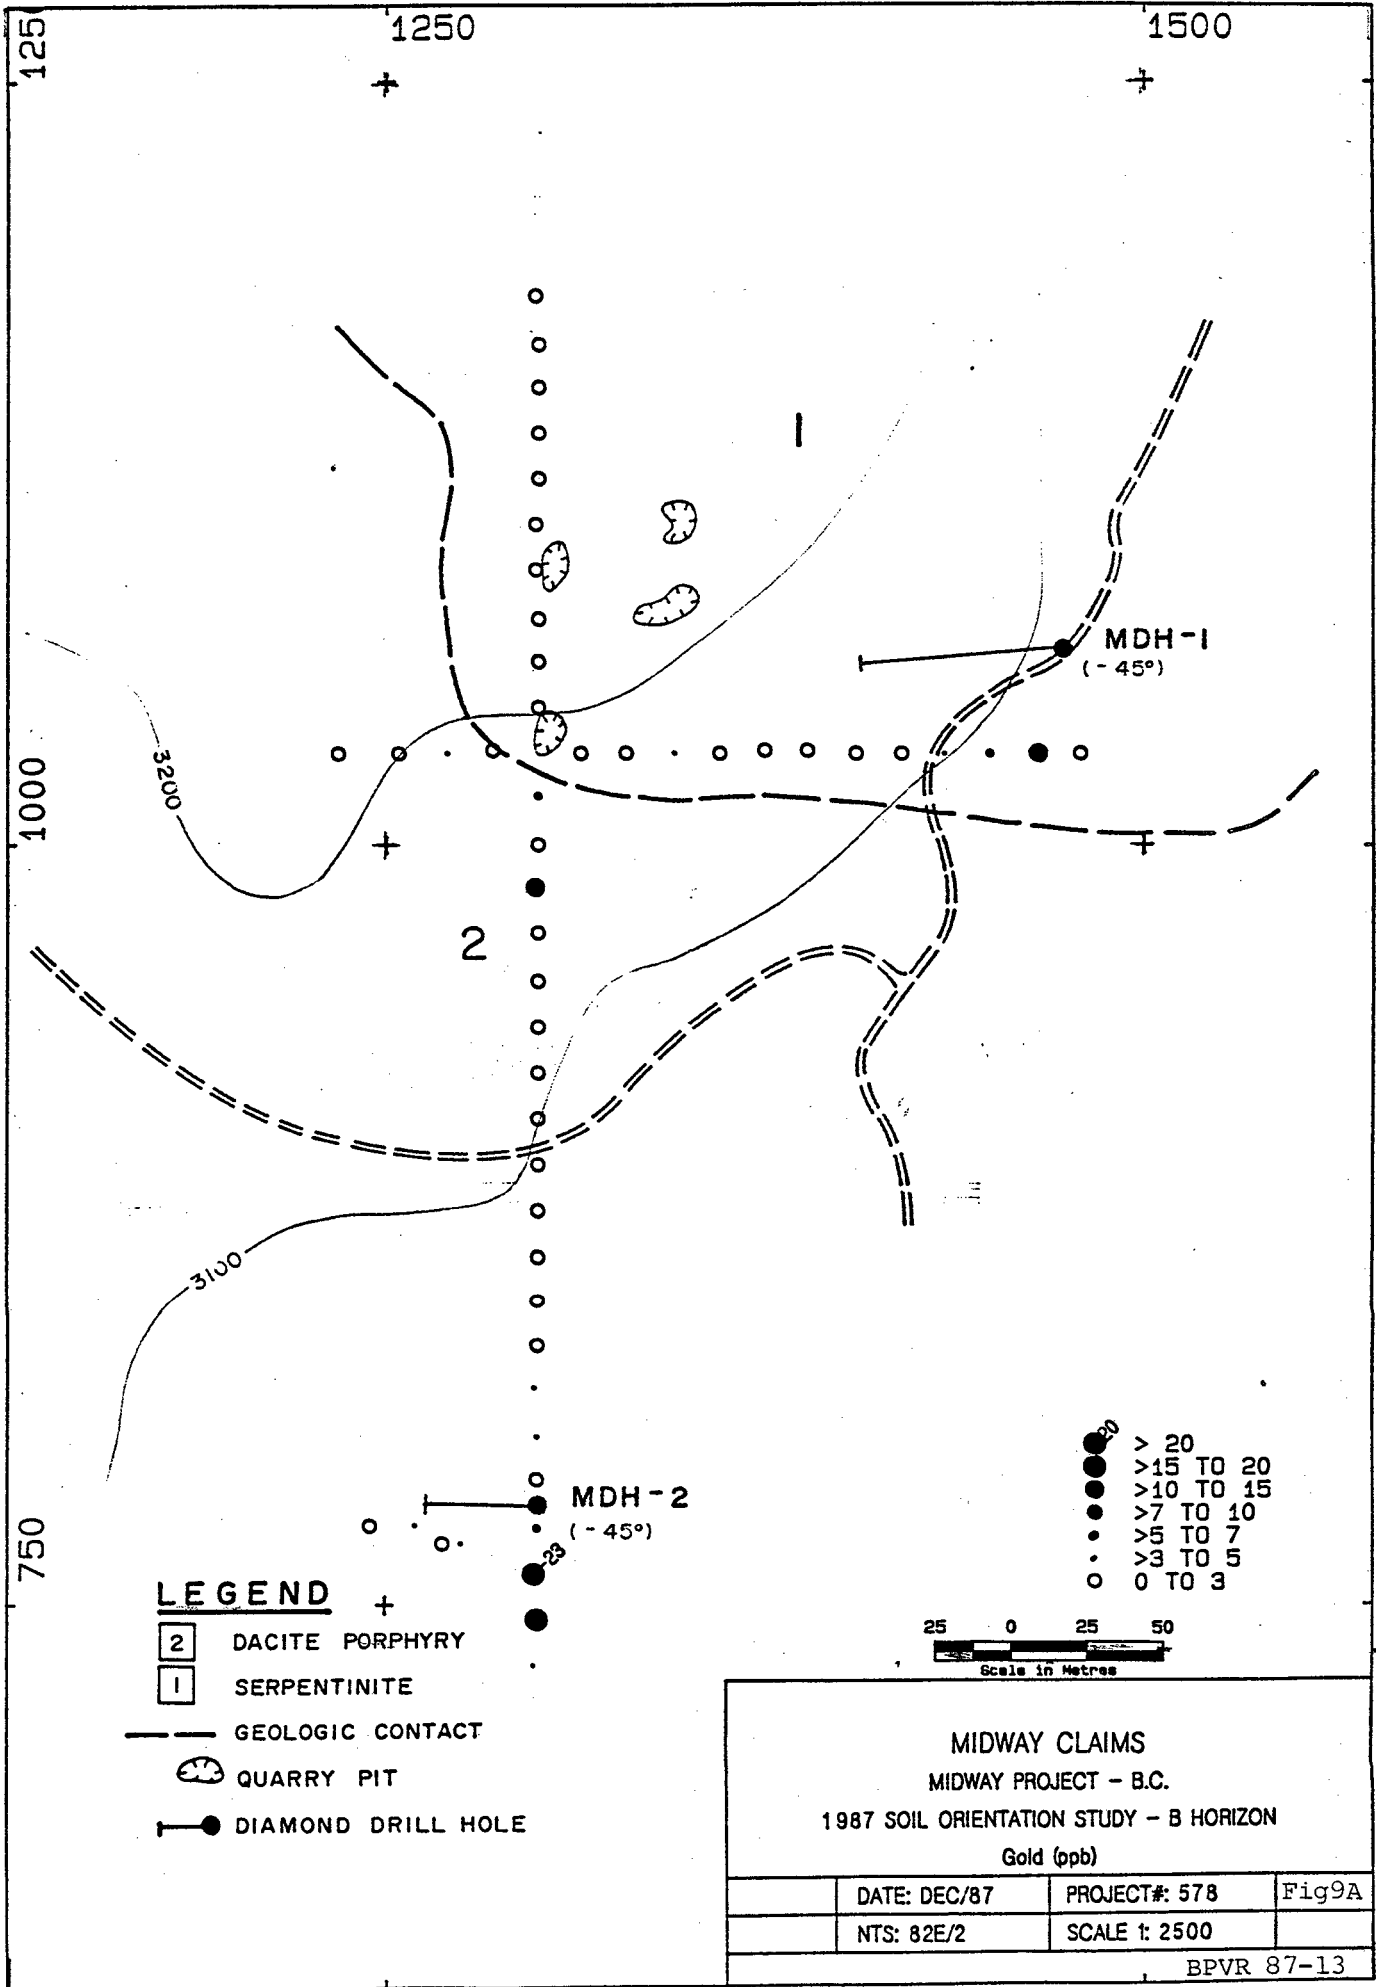 1250
1500
125
1
MDH-1
(-45°)
3200
1000
2
3100
MDH-2
(-45°)
23
750
20
> 20
>15 TO 20
>10 TO 15
>7 TO 10
>5 TO 7
>3 TO 5
0 TO 3
LEGEND
2 DACITE PORPHYRY
1 SERPENTINITE
GEOLOGIC CONTACT
QUARRY PIT
DIAMOND DRILL HOLE
25 0 25 50
Scale in Metres
MIDWAY CLAIMS
MIDWAY PROJECT - B.C.
1987 SOIL ORIENTATION STUDY - B HORIZON
Gold (ppb)
DATE: DEC/87 PROJECT#: 578 Fig9A
NTS: 82E/2 SCALE 1: 2500
BPVR 87-13